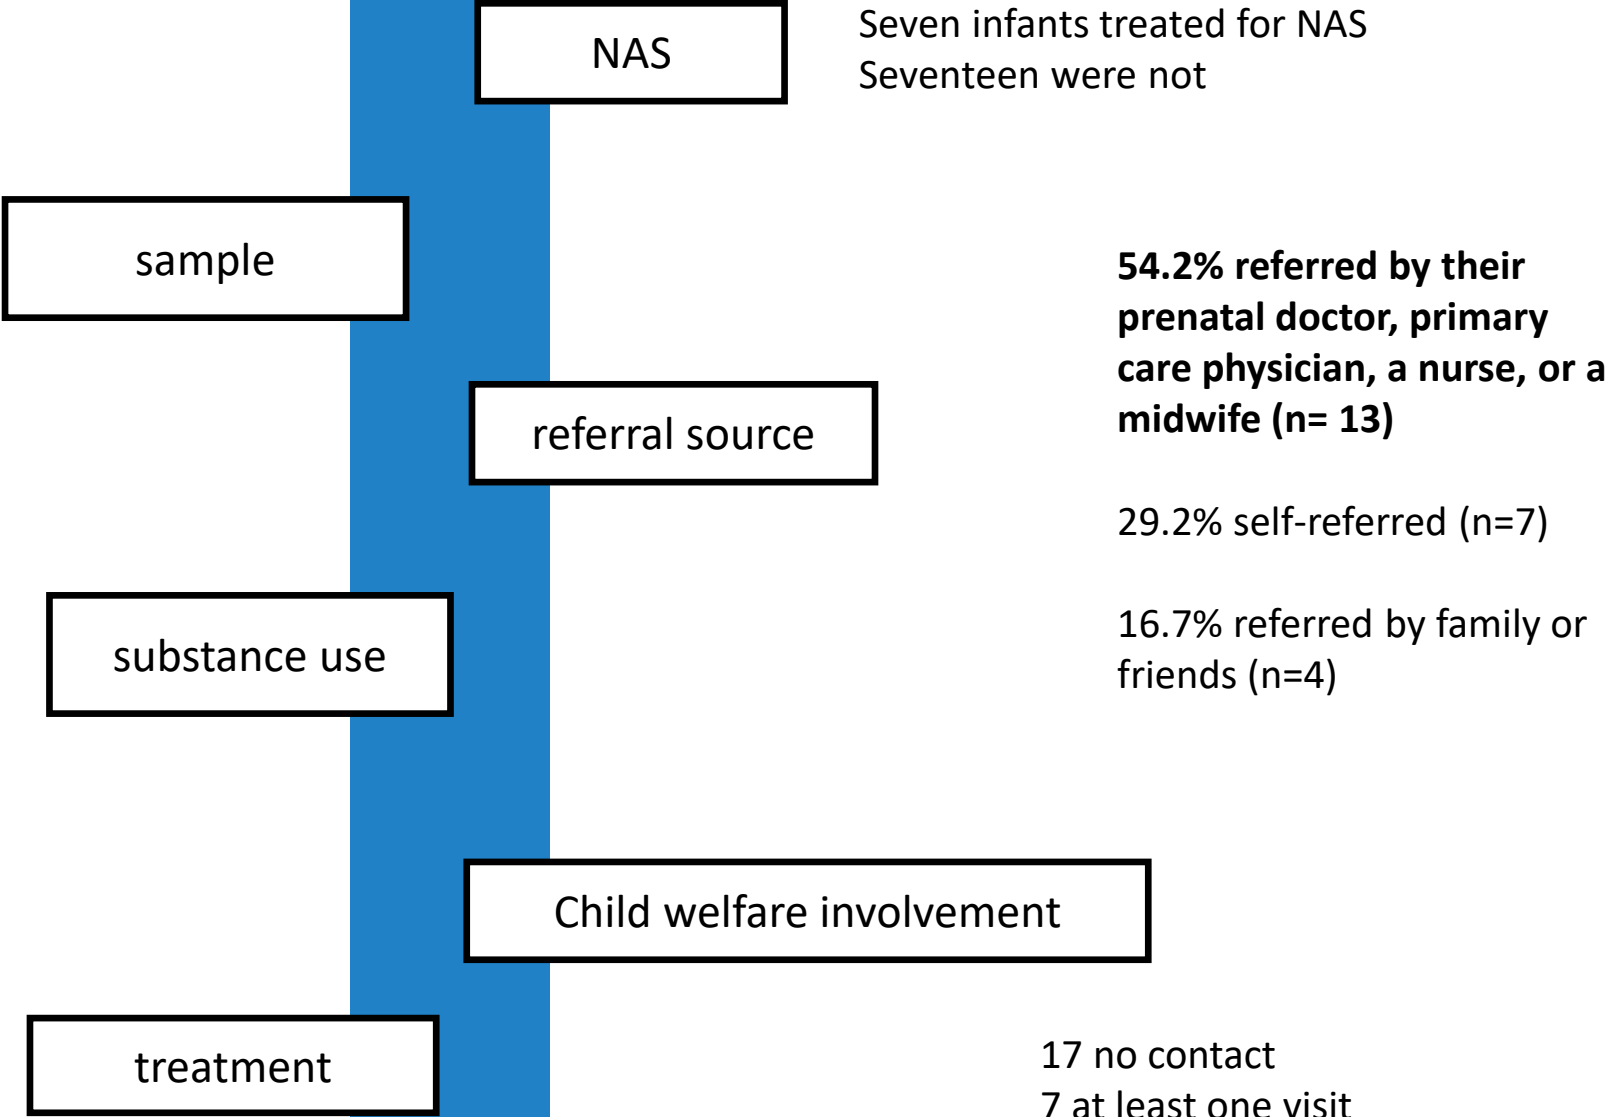 NAS
Seven infants treated for NAS
Seventeen were not
sample
54.2% referred by their
prenatal doctor, primary
care physician, a nurse, or a
midwife (n= 13)
referral source
29.2% self-referred (n=7)
16.7% referred by family or
friends (n=4)
substance use
Child welfare involvement
treatment
17 no contact
7 at least one visit